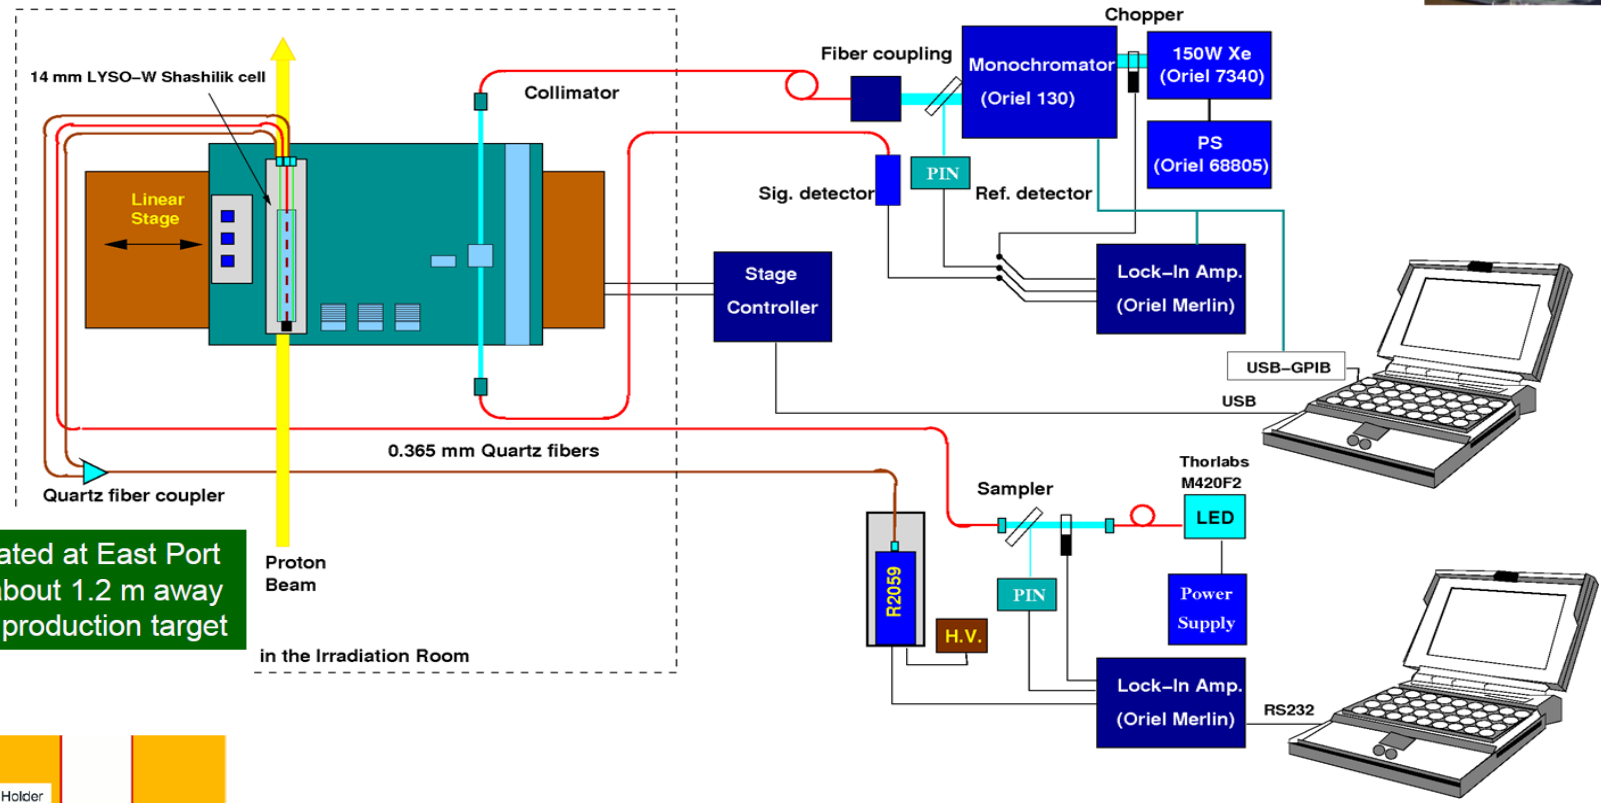 Chopper
Fiber coupling
Monochromator
(Oriel 130)
150W Xe
(Oriel 7340)
14 mm LYSO-W Shashilik cell
Collimator
PS
(Oriel 68805)
PIN
Sig. detector
Ref. detector
Linear
Stage
Stage
Controller
Lock-In Amp.
(Oriel Merlin)
USB-GPIB
USB
0.365 mm Quartz fibers
Quartz fiber coupler
Thorlabs
M420F2
Sampler
LED
ated at East Port
about 1.2 m away
production target
Proton
Beam
R2059
PIN
Power
Supply
H.V.
in the Irradiation Room
Lock-In Amp.
(Oriel Merlin)
RS232
Holder